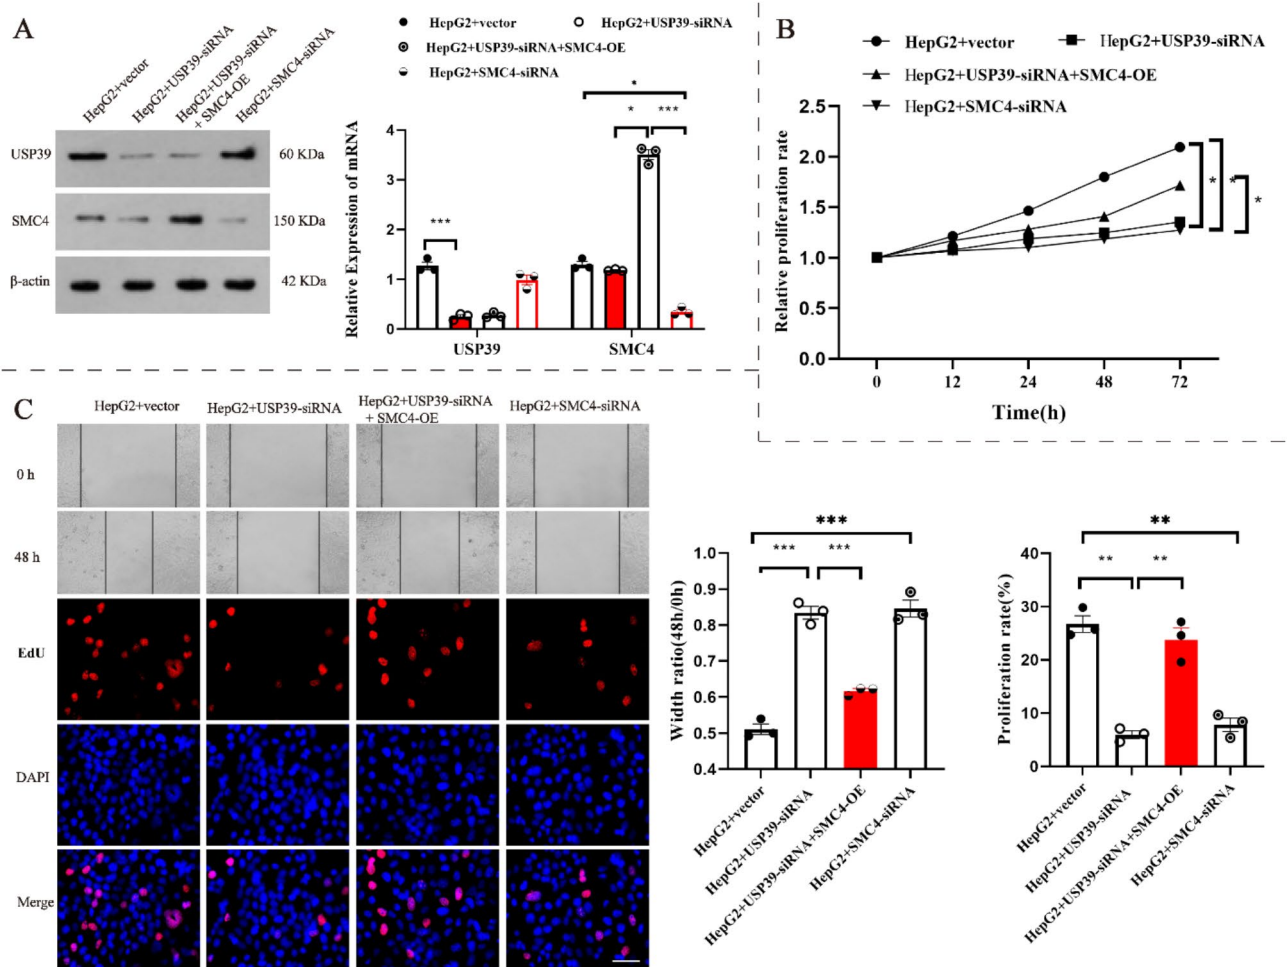 A
HepG2+vector
HepG2+USP39-siRNA
HepG2+USP39-siRNA
+ SMC4-OE
HepG2+SMC4-siRNA
USP39
60 KDa
SMC4
150 KDa
β-actin
42 KDa
HepG2+vector
HepG2+USP39-siRNA
HepG2+USP39-siRNA+SMC4-OE
HepG2+SMC4-siRNA
Relative Expression of mRNA
4
3
2
1
0
***
*
*
***
USP39
SMC4
B
HepG2+vector
HepG2+USP39-siRNA
HepG2+USP39-siRNA+SMC4-OE
HepG2+SMC4-siRNA
Relative proliferation rate
2.5
2.0
1.5
1.0
0.5
0.0
*
*
*
0
12
24
48
72
Time(h)
C
HepG2+vector
HepG2+USP39-siRNA
HepG2+USP39-siRNA
+ SMC4-OE
HepG2+SMC4-siRNA
0 h
48 h
EdU
DAPI
Merge
Width ratio(48h/0h)
1.0
0.9
0.8
0.7
0.6
0.5
0.4
***
***
***
HepG2+vector
HepG2+USP39-siRNA
HepG2+USP39-siRNA+SMC4-OE
HepG2+SMC4-siRNA
Proliferation rate(%)
40
30
20
10
0
**
**
**
HepG2+vector
HepG2+USP39-siRNA
HepG2+USP39-siRNA+SMC4-OE
HepG2+SMC4-siRNA